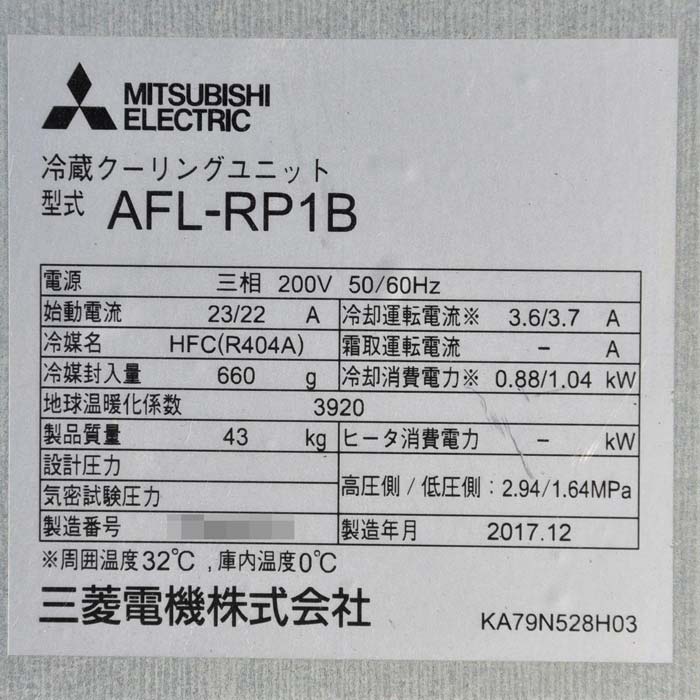 MITSUBISHI
ELECTRIC
冷蔵クーリングユニット
型式 AFL-RP1B
電源 三相 200V 50/60Hz
始動電流 23/22 A 冷却運転電流※ 3.6/3.7 A
冷媒名 HFC(R404A) 霜取運転電流 - A
冷媒封入量 660 g 冷却消費電力※ 0.88/1.04 kW
地球温暖化係数 3920
製品質量 43 kg ヒータ消費電力 - kW
設計圧力
気密試験圧力 高圧側 / 低圧側 : 2.94/1.64MPa
製造番号 製造年月 2017.12
※周囲温度32℃, 庫内温度0℃
三菱電機株式会社 KA79N528H03